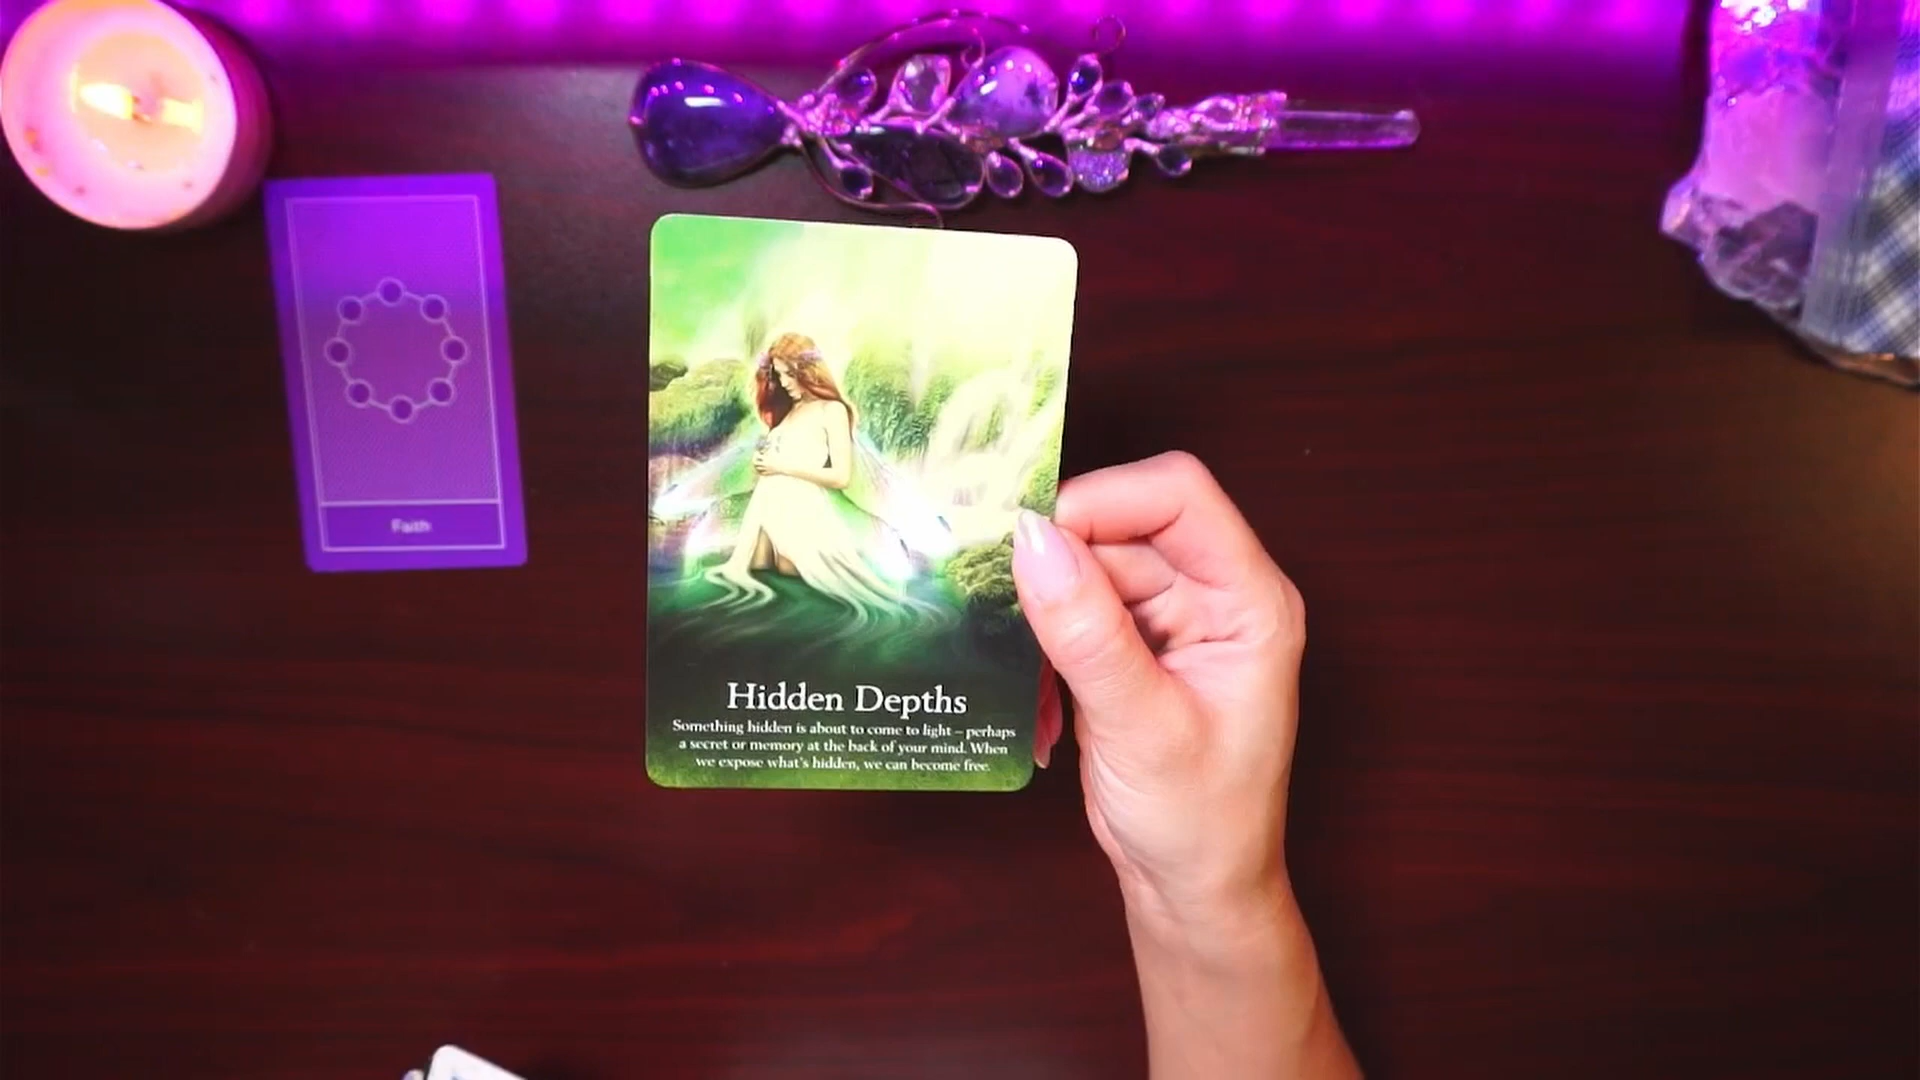 Faith
Hidden Depths
Something hidden is about to come to light – perhaps
a secret or memory at the back of your mind. When
we expose what's hidden, we can become free.